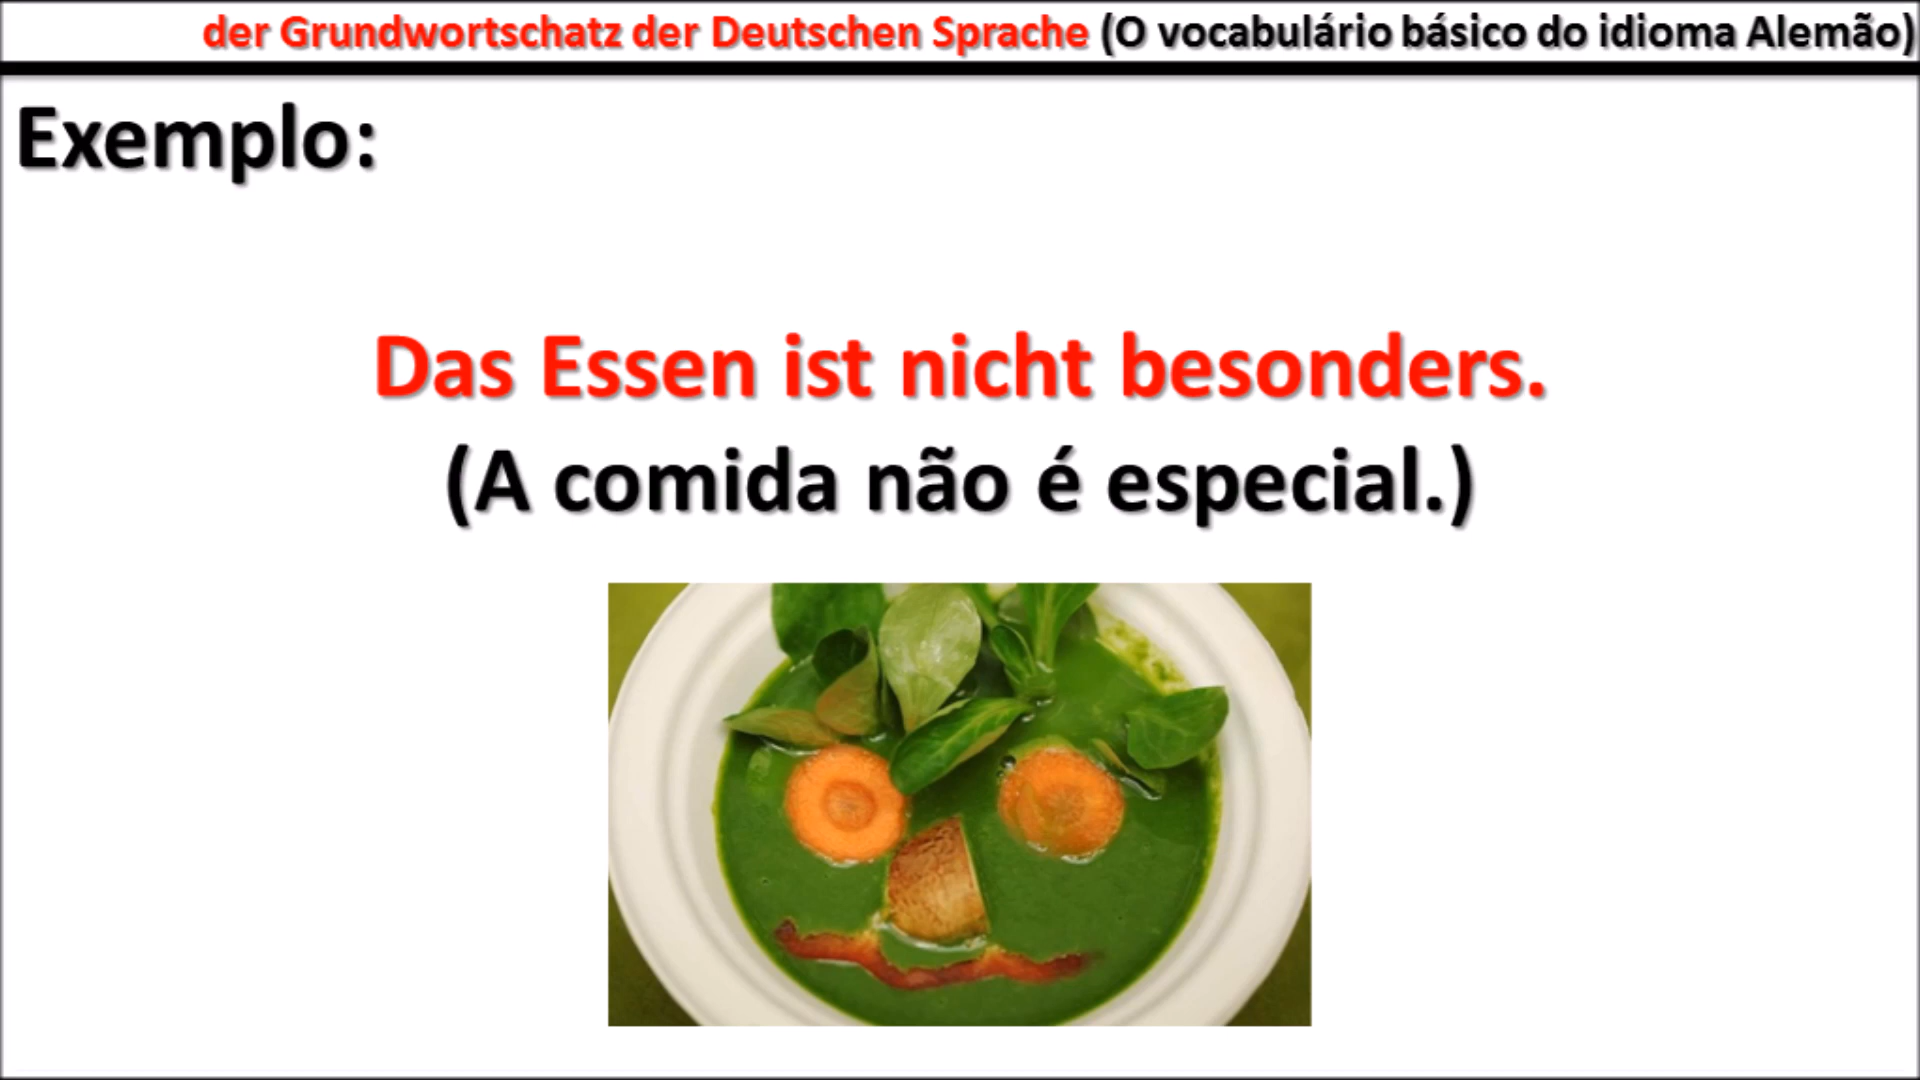 der Grundwortschatz der Deutschen Sprache (O vocabulário básico do idioma Alemão)
Exemplo:
Das Essen ist nicht besonders.
(A comida não é especial.)